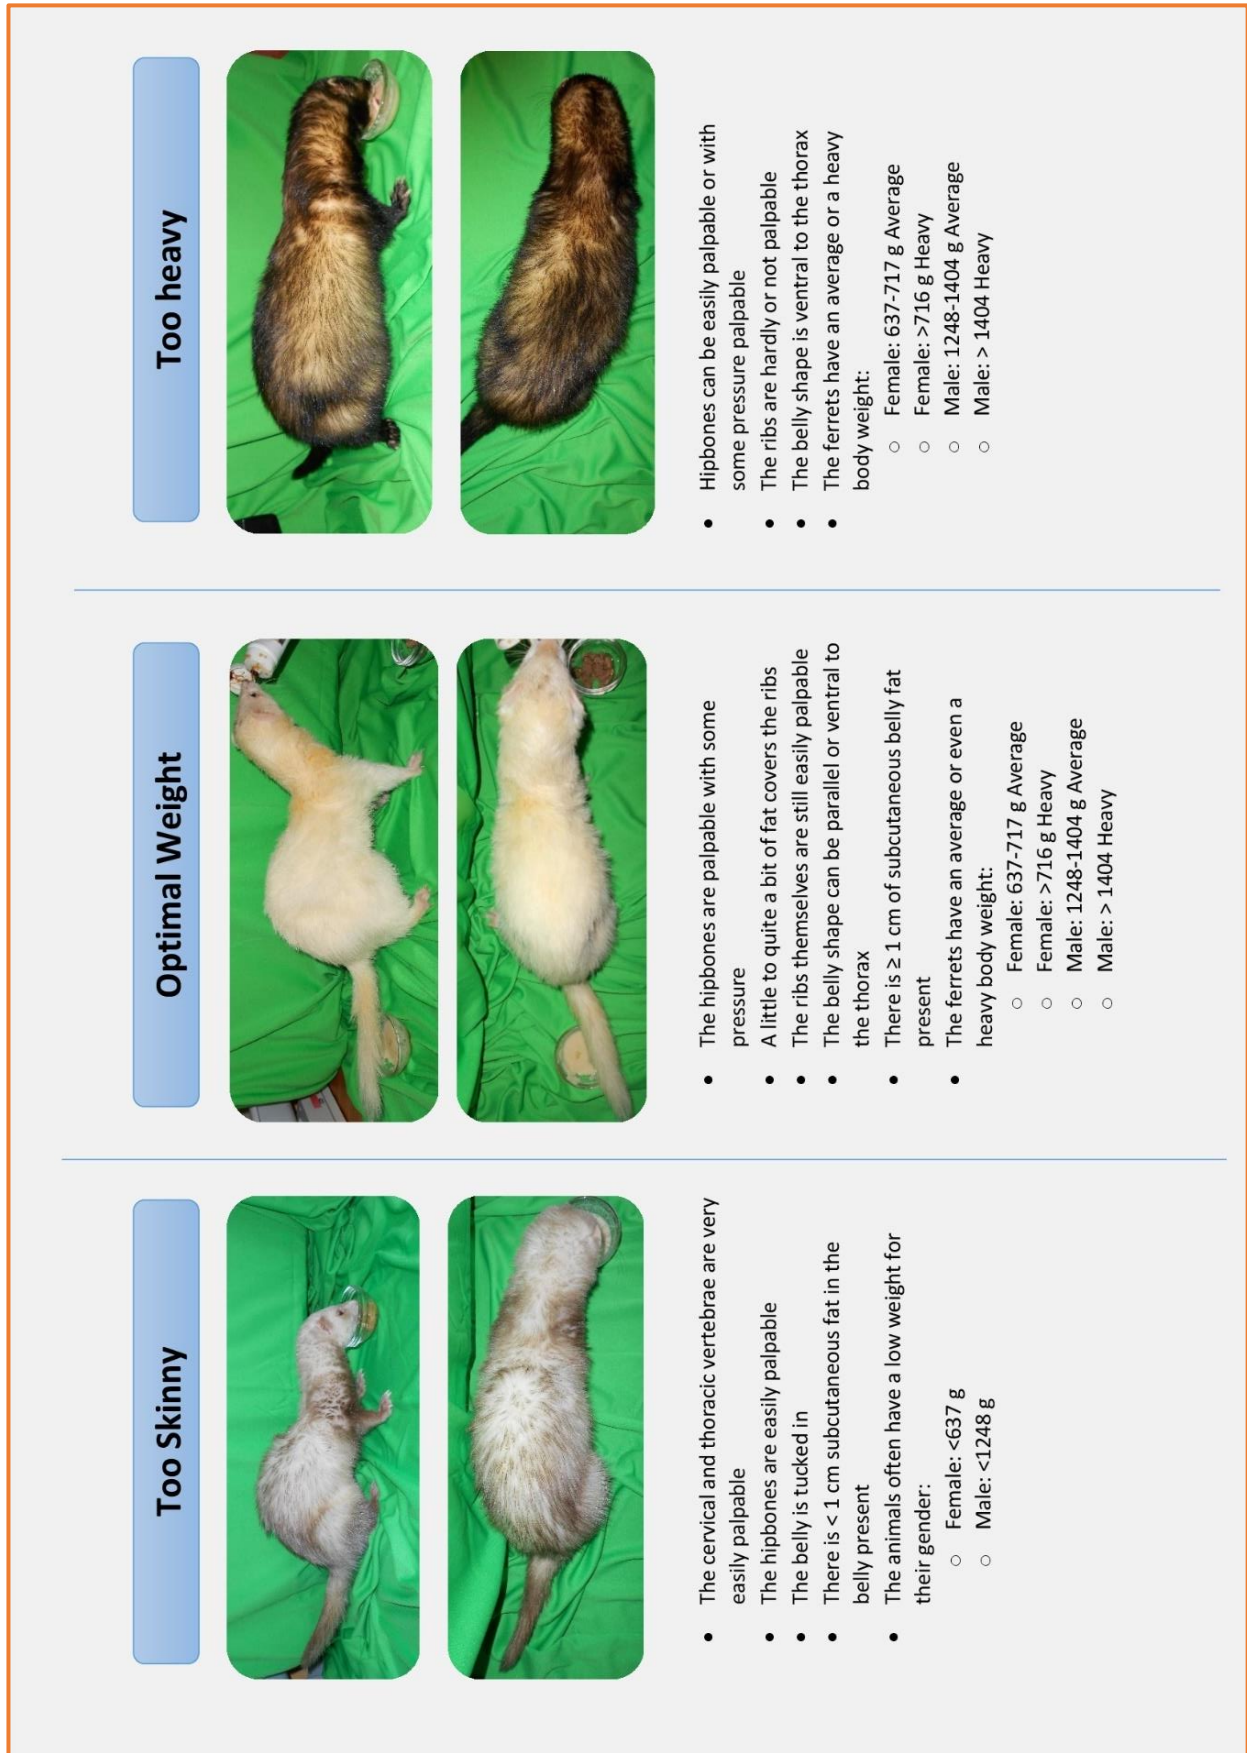 Too Skinny
• The cervical and thoracic vertebrae are very
easily palpable
• The hipbones are easily palpable
• The belly is tucked in
• There is < 1 cm subcutaneous fat in the
belly present
• The animals often have a low weight for
their gender:
○ Female: <637 g
○ Male: <1248 g
Optimal Weight
• The hipbones are palpable with some
pressure
• A little to quite a bit of fat covers the ribs
• The ribs themselves are still easily palpable
• The belly shape can be parallel or ventral to
the thorax
• There is ≥ 1 cm of subcutaneous belly fat
present
• The ferrets have an average or even a
heavy body weight:
○ Female: 637-717 g Average
○ Female: >716 g Heavy
○ Male: 1248-1404 g Average
○ Male: > 1404 Heavy
Too heavy
• Hipbones can be easily palpable or with
some pressure palpable
• The ribs are hardly or not palpable
• The belly shape is ventral to the thorax
• The ferrets have an average or a heavy
body weight:
○ Female: 637-717 g Average
○ Female: >716 g Heavy
○ Male: 1248-1404 g Average
○ Male: > 1404 Heavy